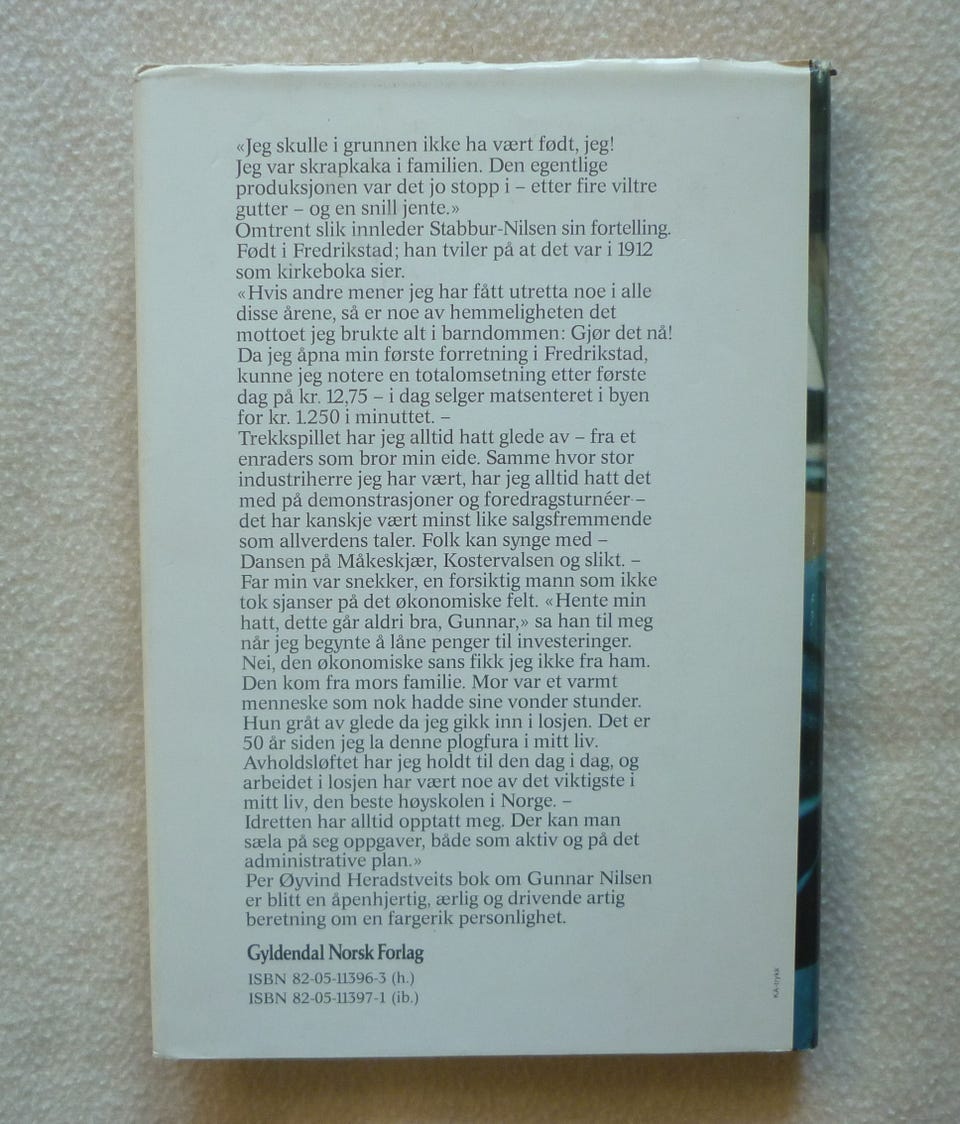 «Jeg skulle i grunnen ikke ha vært født, jeg!
Jeg var skrapkaka i familien. Den egentlige
produksjonen var det jo stopp i – etter fire viltre
gutter – og en snill jente.»
Omtrent slik innleder Stabbur-Nilsen sin fortelling.
Født i Fredrikstad; han tviler på at det var i 1912
som kirkeboka sier.
«Hvis andre mener jeg har fått utretta noe i alle
disse årene, så er noe av hemmeligheten det
mottoet jeg brukte alt i barndommen: Gjør det nå!
Da jeg åpna min første forretning i Fredrikstad,
kunne jeg notere en totalomsetning etter første
dag på kr. 12,75 – i dag selger matsenteret i byen
for kr. 1.250 i minuttet. –
Trekkspillet har jeg alltid hatt glede av – fra et
enraders som bror min eide. Samme hvor stor
industriherre jeg har vært, har jeg alltid hatt det
med på demonstrasjoner og foredragsturnéer –
det har kanskje vært minst like salgsfremmende
som allverdens taler. Folk kan synge med –
Dansen på Måkeskjær, Kostervalsen og slikt. –
Far min var snekker, en forsiktig mann som ikke
tok sjanser på det økonomiske felt. «Hente min
hatt, dette går aldri bra, Gunnar,» sa han til meg
når jeg begynte å låne penger til investeringer.
Nei, den økonomiske sans fikk jeg ikke fra ham.
Den kom fra mors familie. Mor var et varmt
menneske som nok hadde sine vonder stunder.
Hun gråt av glede da jeg gikk inn i losjen. Det er
50 år siden jeg la denne plogfura i mitt liv.
Avholdsløftet har jeg holdt til den dag i dag, og
arbeidet i losjen har vært noe av det viktigste i
mitt liv, den beste høyskolen i Norge. –
Idretten har alltid opptatt meg. Der kan man
sæla på seg oppgaver, både som aktiv og på det
administrative plan.»
Per Øyvind Heradstveits bok om Gunnar Nilsen
er blitt en åpenhjertig, ærlig og drivende artig
beretning om en fargerik personlighet.
Gyldendal Norsk Forlag
ISBN 82-05-11396-3 (h.)
ISBN 82-05-11397-1 (ib.)
KA-trykk